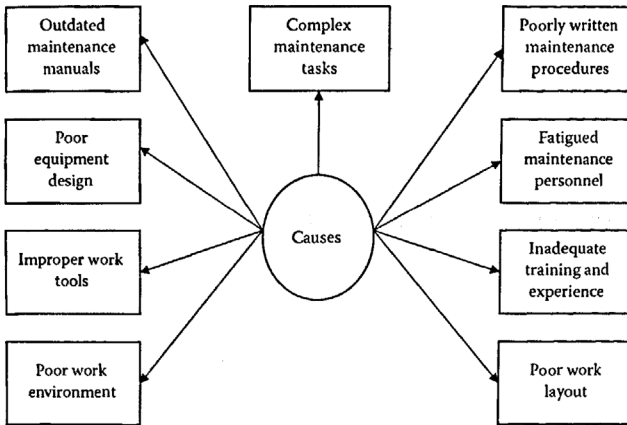 Outdated
maintenance
manuals
Complex
maintenance
tasks
Poorly written
maintenance
procedures
Poor
equipment
design
Fatigued
maintenance
personnel
Causes
Improper work
tools
Inadequate
training and
experience
Poor work
environment
Poor work
layout